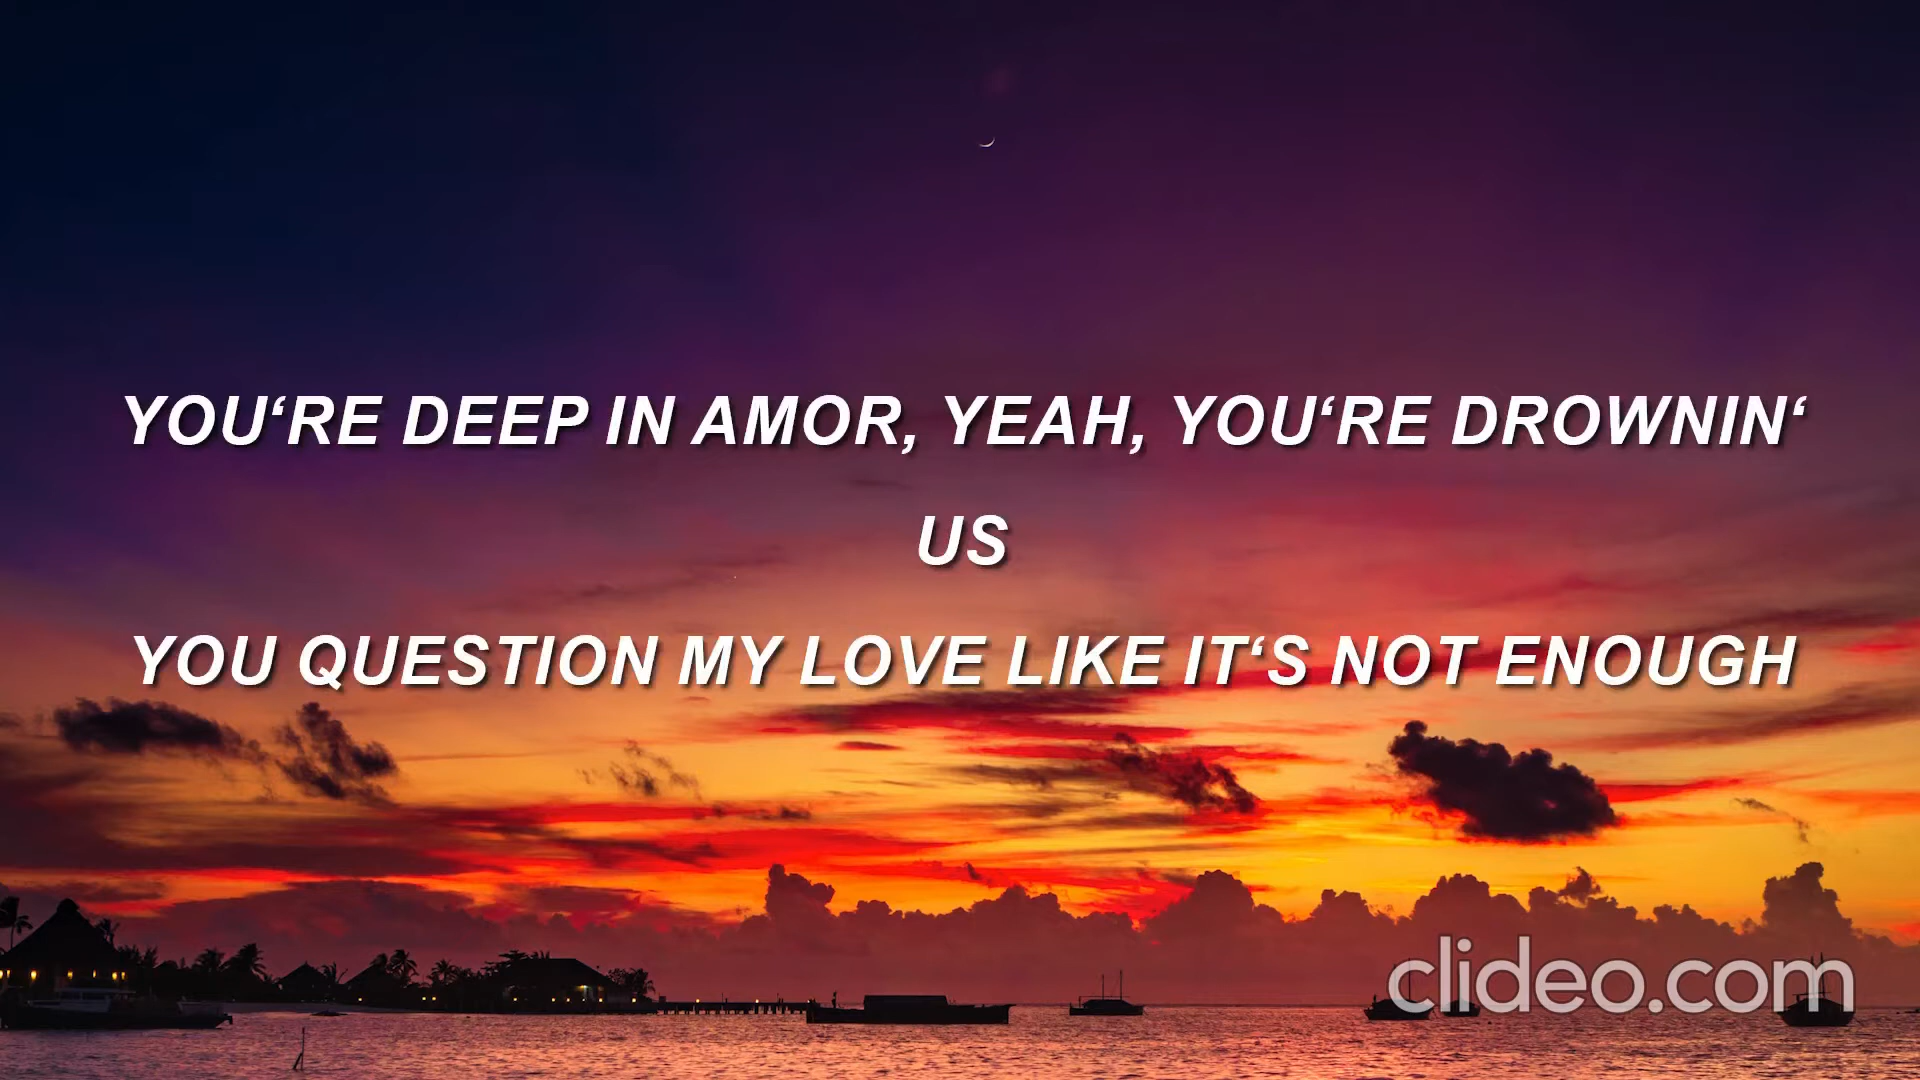 YOU‘RE DEEP IN AMOR, YEAH, YOU‘RE DROWNIN‘
US
YOU QUESTION MY LOVE LIKE IT‘S NOT ENOUGH
clideo.com